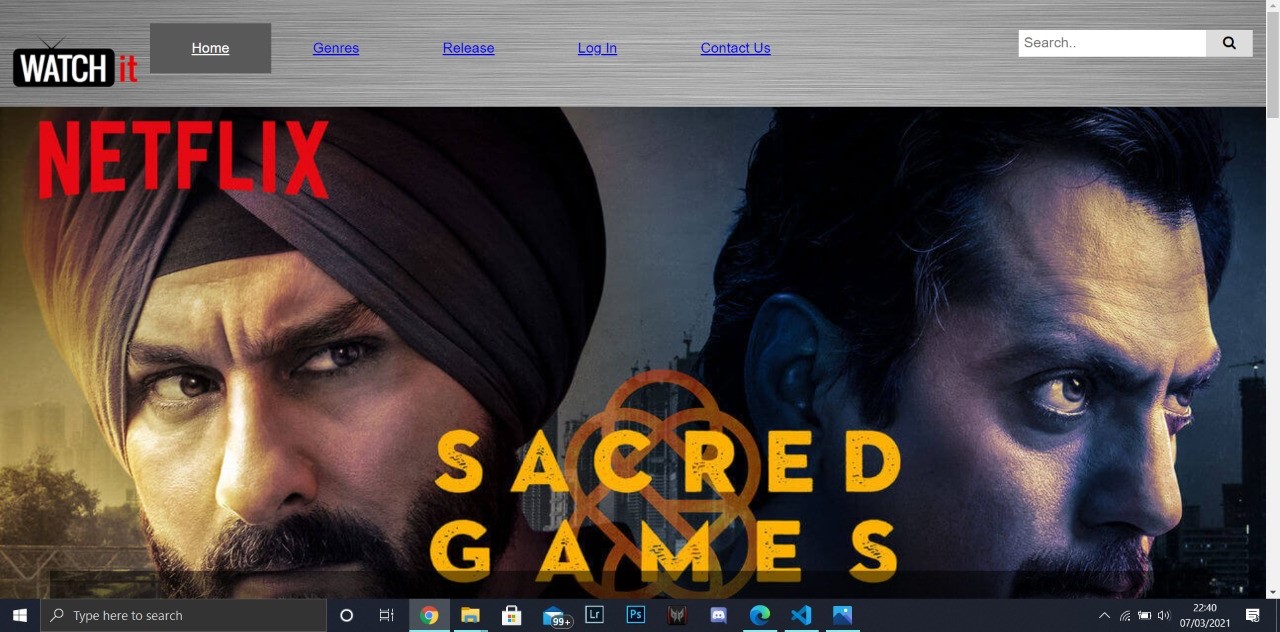 WATCH it
Home
Genres
Release
Log In
Contact Us
Search..
NETFLIX
SACRED
GAMES
Type here to search
99+
Lr
Ps
22:40
07/03/2021